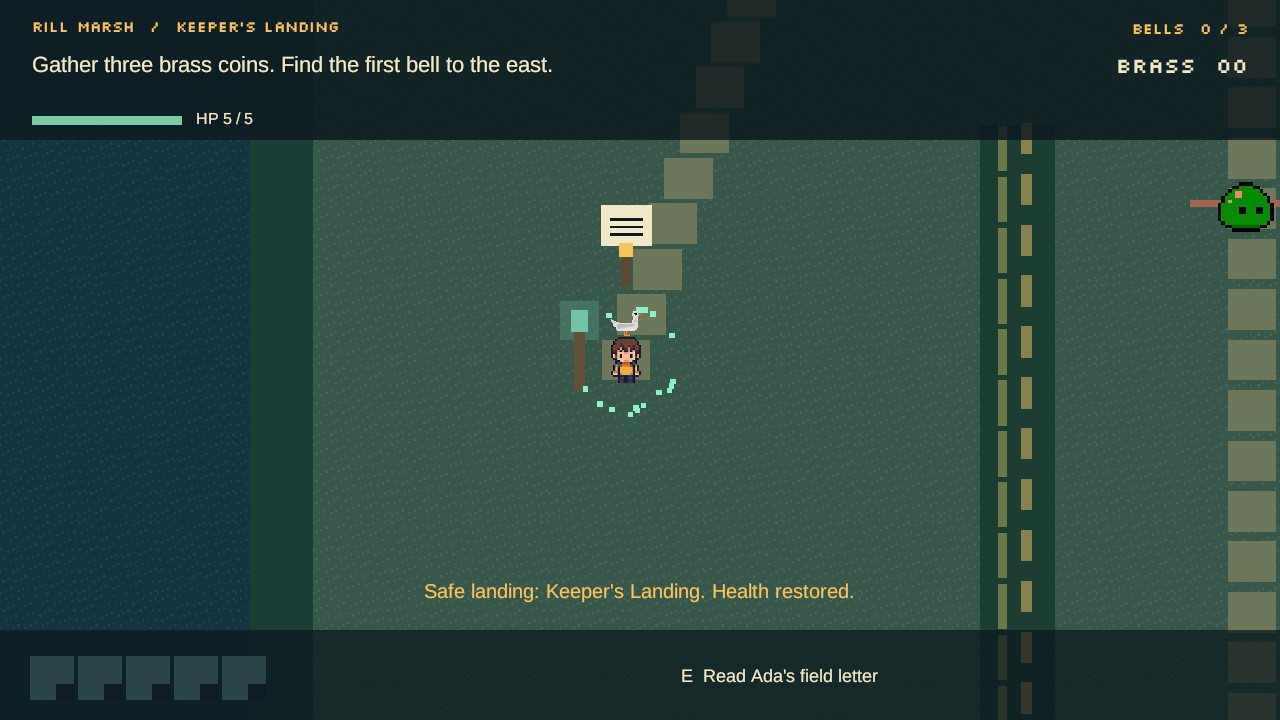 RILL MARSH / KEEPER'S LANDING
Gather three brass coins. Find the first bell to the east.
HP 5 / 5
BELLS 0 / 3
BRASS 00
Safe landing: Keeper's Landing. Health restored.
E Read Ada's field letter